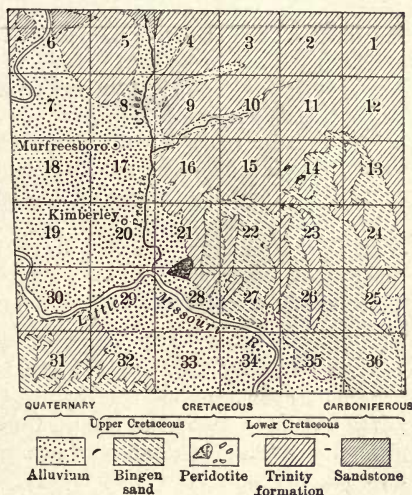 6 5 4 3 2 1
7 8 9 10 11 12
Murfreesboro
18 17 16 15 14 13
Kimberley
19 20 21 22 23 24
30 29 28 27 26 25
Little Missouri R
31 32 33 34 35 36
Prairie Creek
QUATERNARY CRETACEOUS CARBONIFEROUS
Upper Cretaceous Lower Cretaceous
Alluvium Bingen Peridotite Trinity Sandstone
sand formation